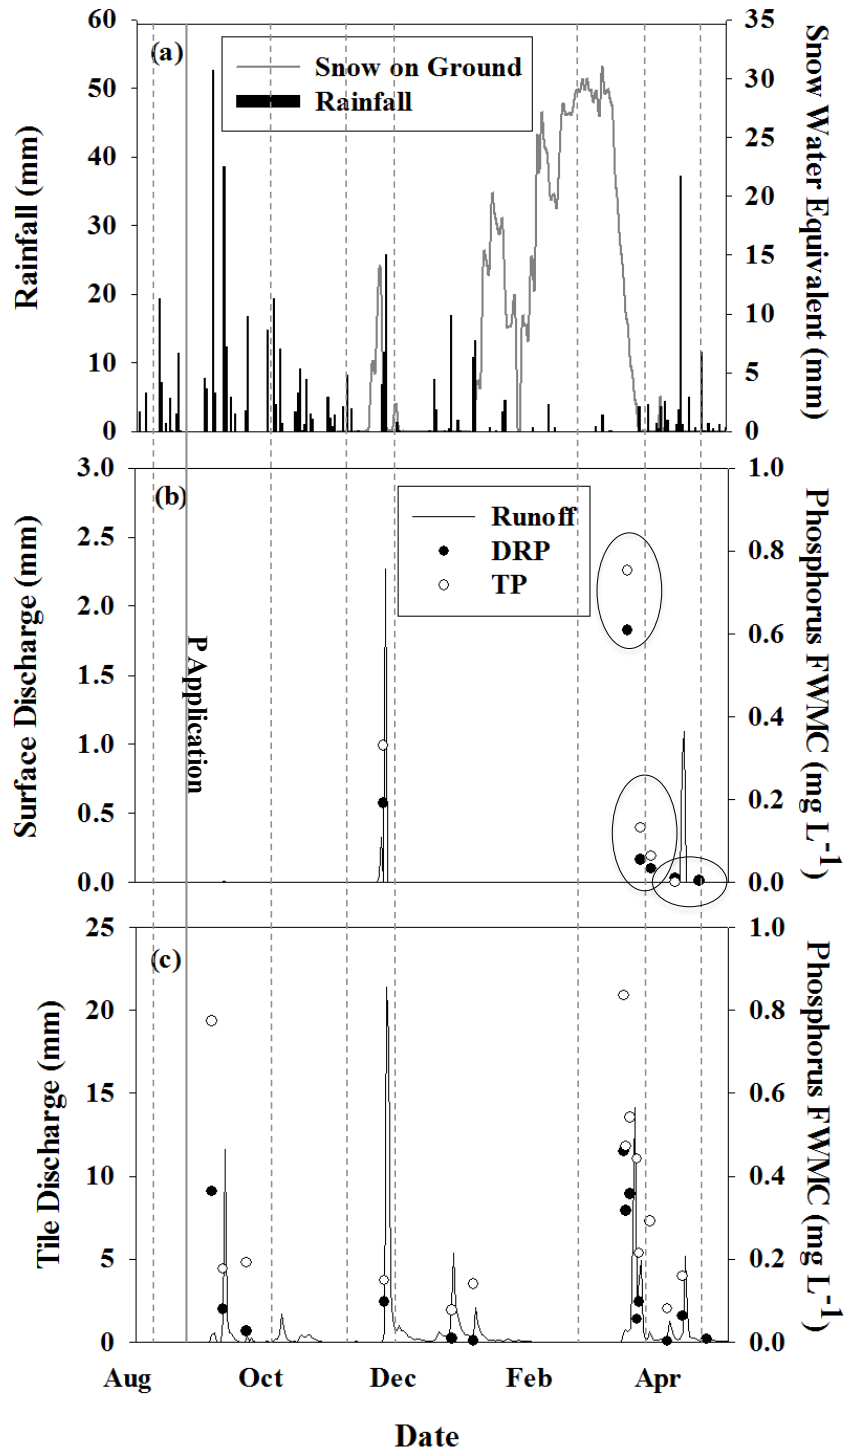 60
50
40
30
20
10
0
Rainfall (mm)
(a)
Snow on Ground
Rainfall
35
30
25
20
15
10
5
0
Snow Water Equivalent (mm)
3.0
2.5
2.0
1.5
1.0
0.5
0.0
Surface Discharge (mm)
(b)
P Application
Runoff
DRP
TP
1.0
0.8
0.6
0.4
0.2
0.0
Phosphorus FWMC (mg L-1)
25
20
15
10
5
0
Tile Discharge (mm)
(c)
1.0
0.8
0.6
0.4
0.2
0.0
Phosphorus FWMC (mg L-1)
Aug Oct Dec Feb Apr
Date